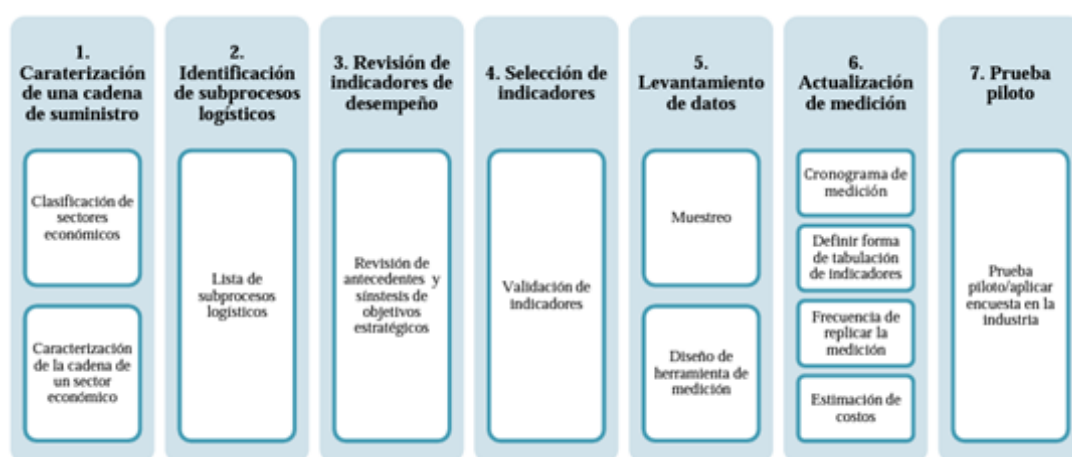 1.
Caraterización
de una cadena
de suministro
Clasificación de
sectores
económicos
Caracterización
de la cadena de
un sector
económico
2.
Identificación
de subprocesos
logísticos
Lista de
subprocesos
logísticos
3. Revisión de
indicadores de
desempeño
Revisión de
antecedentes y
sínstesis de
objetivos
estratégicos
4. Selección de
indicadores
Validación de
indicadores
5.
Levantamiento
de datos
Muestreo
Diseño de
herramienta de
medición
6.
Actualización
de medición
Cronograma de
medición
Definir forma
de tabulación
de indicadores
Frecuencia de
replicar la
medición
Estimación de
costos
7. Prueba
piloto
Prueba
piloto/aplicar
encuesta en la
industria